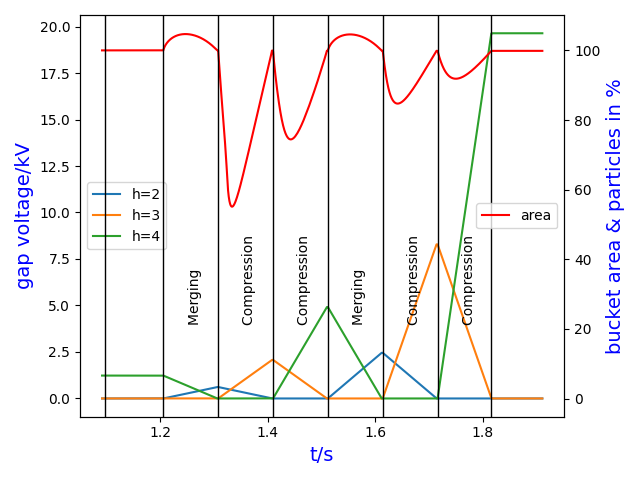 20.0
17.5
15.0
12.5
10.0
7.5
5.0
2.5
0.0
gap voltage/kV
h=2
h=3
h=4
Merging
Compression
Compression
Merging
Compression
Compression
area
100
80
60
40
20
0
bucket area & particles in %
1.2
1.4
1.6
1.8
t/s